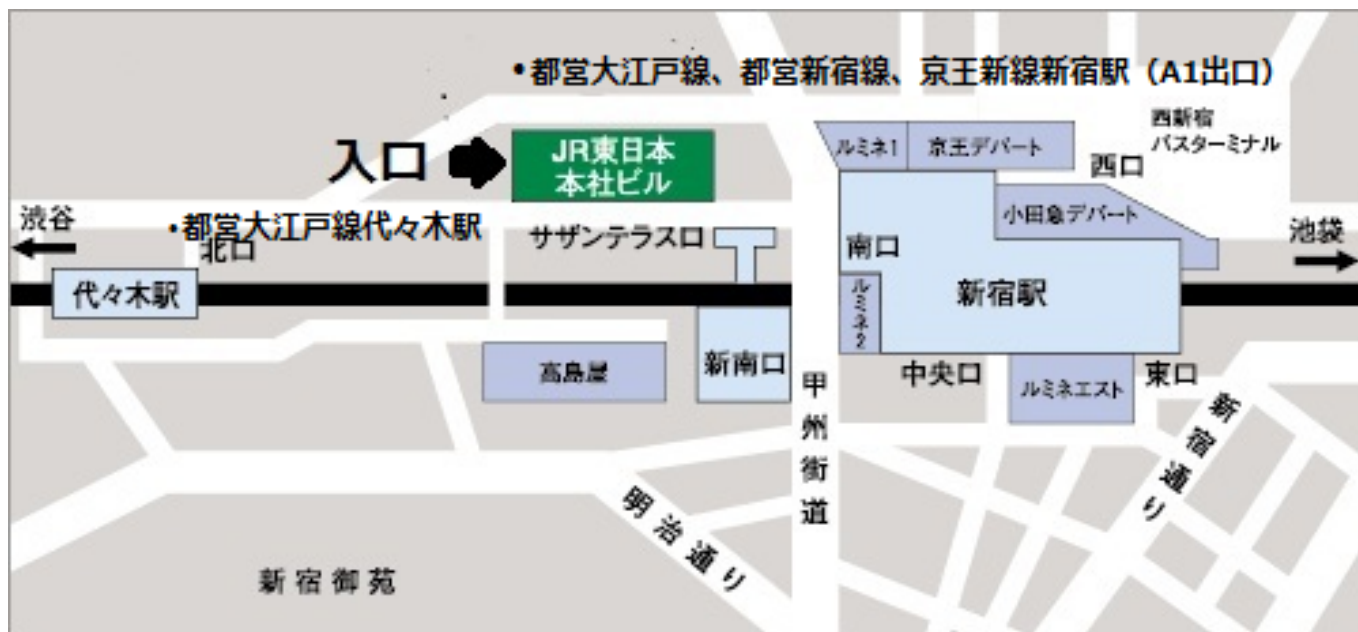 ・都営大江戸線、都営新宿線、京王新線新宿駅（A1出口）
西新宿
バスターミナル
ルミネ1
京王デパート
西口
入口
JR東日本
本社ビル
小田急デパート
渋谷
・都営大江戸線代々木駅
北口
サザンテラス口
南口
池袋
代々木駅
新宿駅
ルミネ2
高島屋
新南口
中央口
ルミネエスト
東口
甲州街道
新宿通り
明治通り
新宿御苑